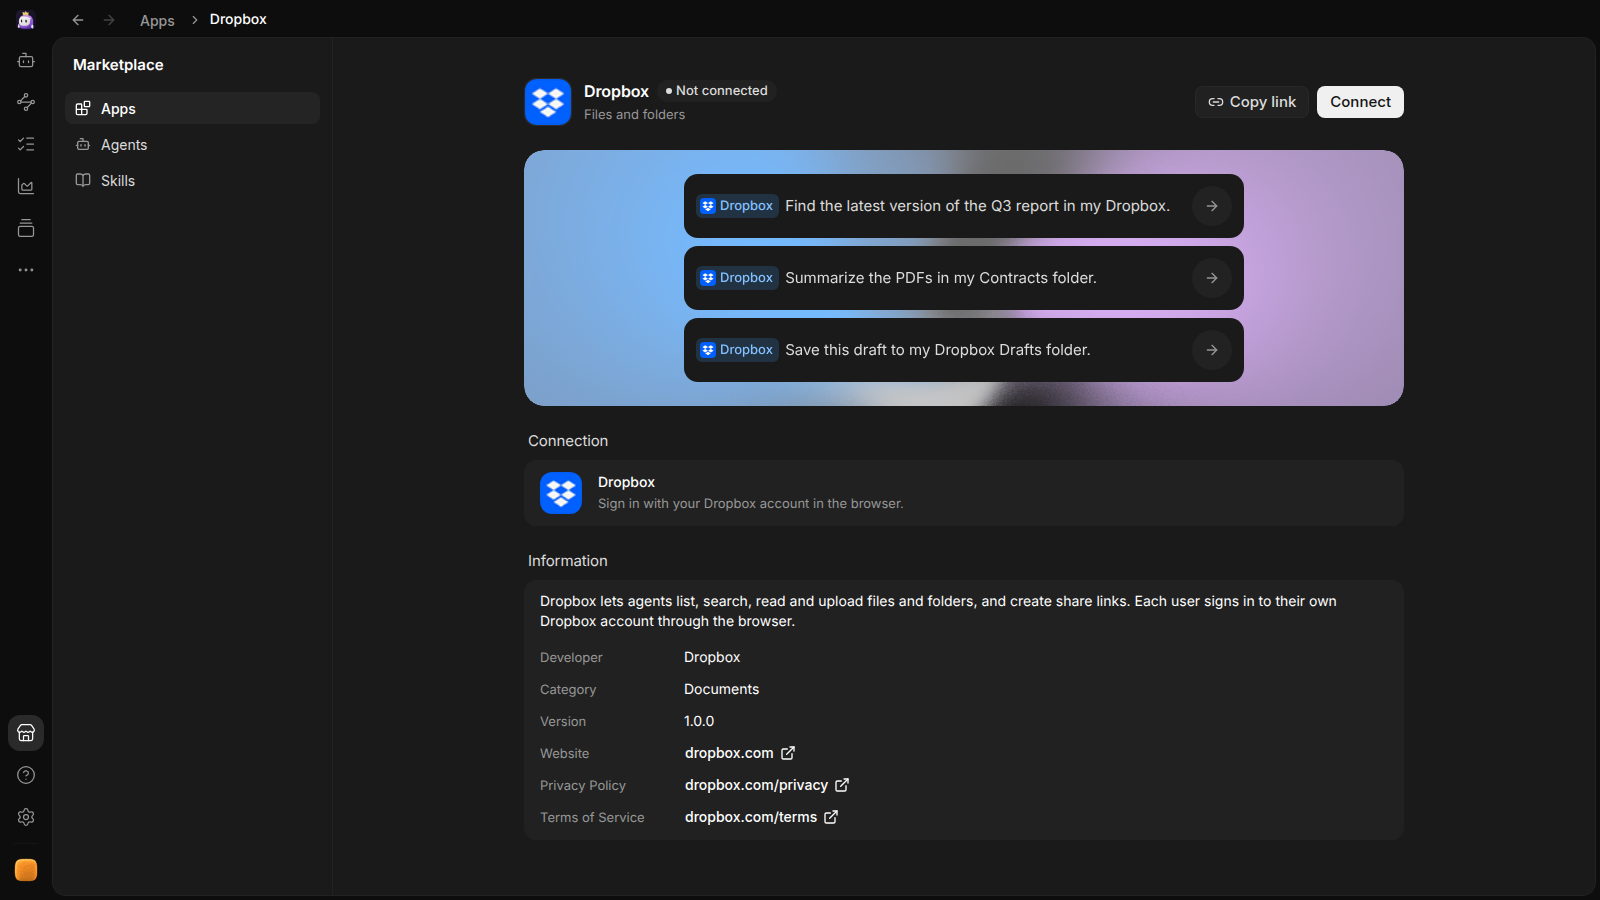 Apps > Dropbox
Marketplace
Apps
Agents
Skills
Dropbox
Not connected
Files and folders
Copy link
Connect
Dropbox Find the latest version of the Q3 report in my Dropbox.
Dropbox Summarize the PDFs in my Contracts folder.
Dropbox Save this draft to my Dropbox Drafts folder.
Connection
Dropbox
Sign in with your Dropbox account in the browser.
Information
Dropbox lets agents list, search, read and upload files and folders, and create share links. Each user signs in to their own
Dropbox account through the browser.
Developer Dropbox
Category Documents
Version 1.0.0
Website dropbox.com
Privacy Policy dropbox.com/privacy
Terms of Service dropbox.com/terms